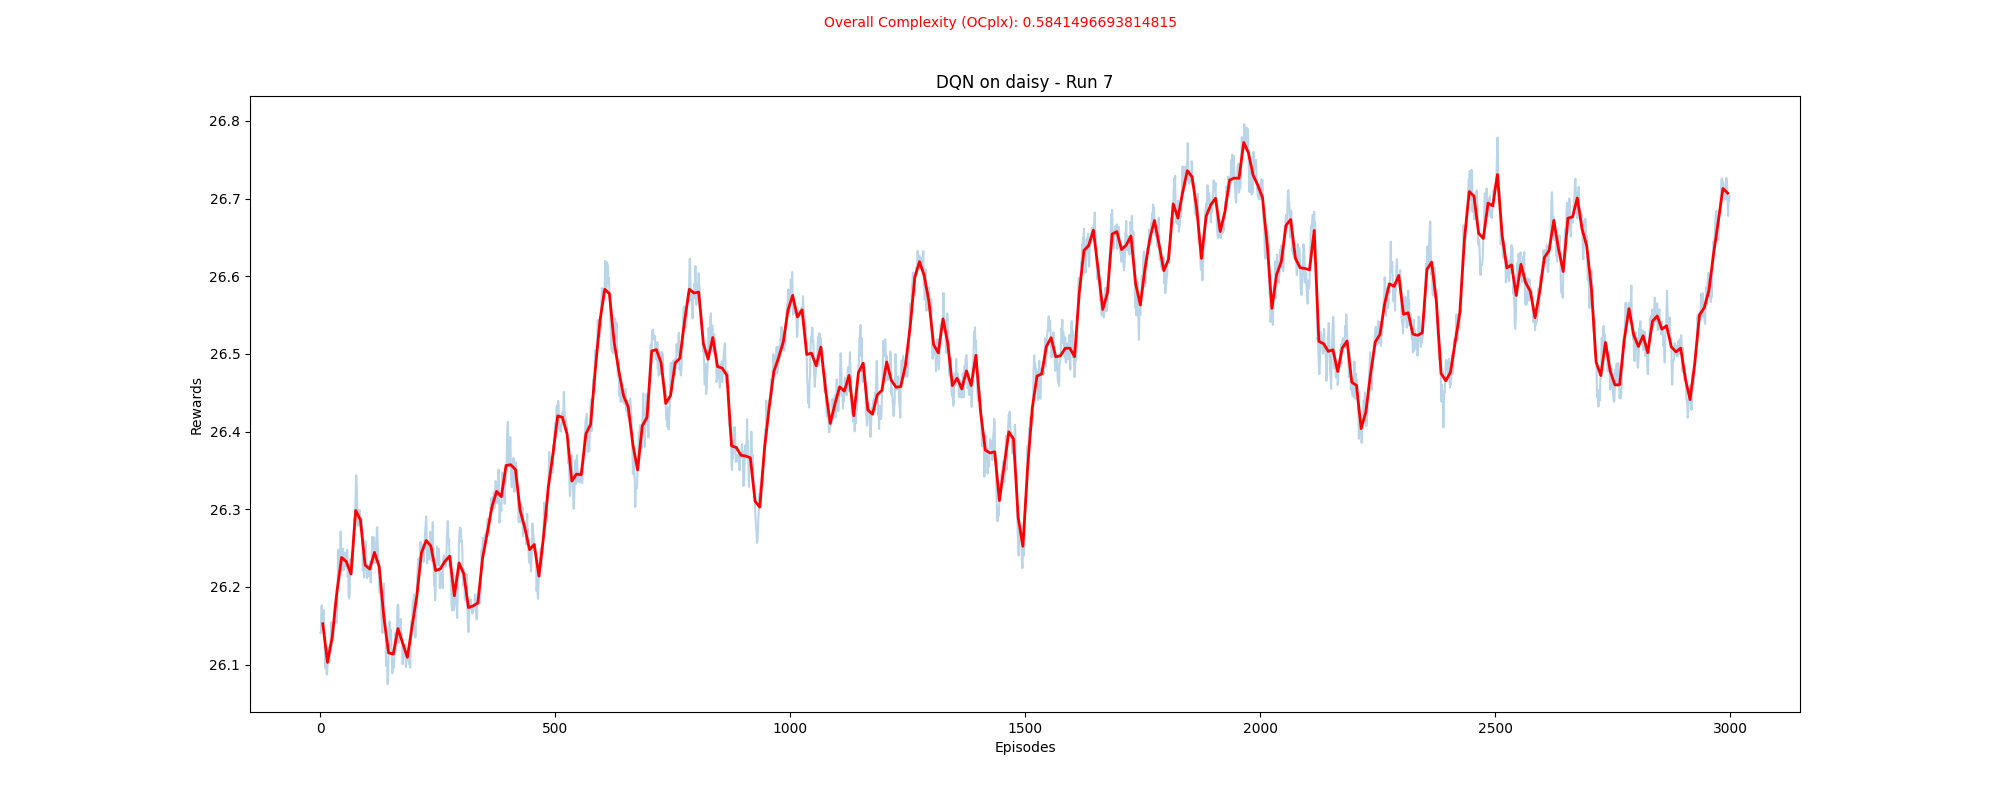 Overall Complexity (OCplx): 0.5841496693814815
DQN on daisy - Run 7
26.8
26.7
26.6
26.5
26.4
26.3
26.2
26.1
Rewards
0 500 1000 1500 2000 2500 3000
Episodes